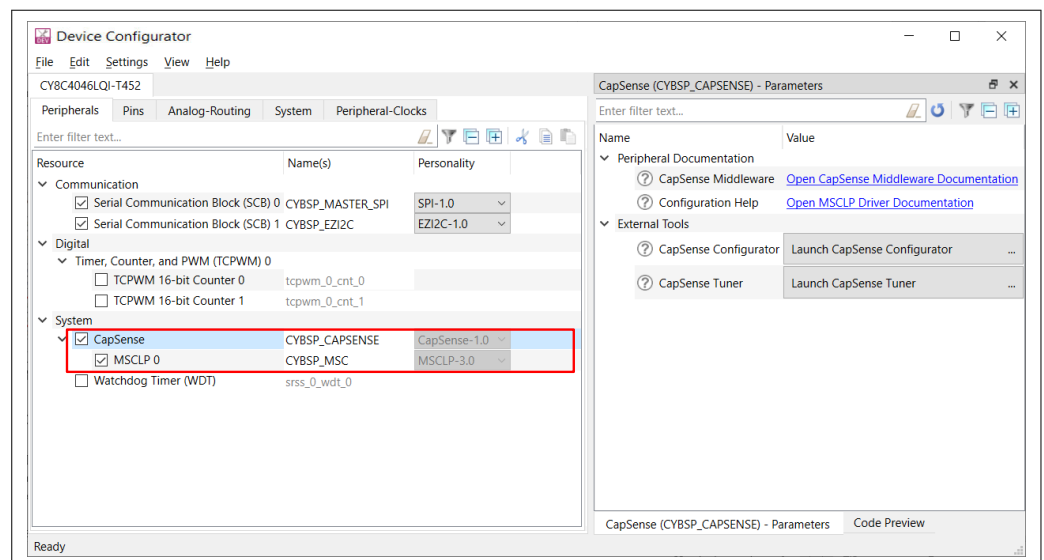 Device Configurator
File Edit Settings View Help
CY8C4046LQI-T452
Peripherals Pins Analog-Routing System Peripheral-Clocks
Enter filter text...
Resource Name(s) Personality
Communication
Serial Communication Block (SCB) 0 CYBSP_MASTER_SPI SPI-1.0
Serial Communication Block (SCB) 1 CYBSP_EZI2C EZI2C-1.0
Digital
Timer, Counter, and PWM (TCPWM) 0
TCPWM 16-bit Counter 0 tcpwm_0_cnt_0
TCPWM 16-bit Counter 1 tcpwm_0_cnt_1
System
CapSense CYBSP_CAPSENSE CapSense-1.0
MSCLP 0 CYBSP_MSC MSCLP-3.0
Watchdog Timer (WDT) srss_0_wdt_0
CapSense (CYBSP_CAPSENSE) - Parameters
Enter filter text...
Name Value
Peripheral Documentation
CapSense Middleware Open CapSense Middleware Documentation
Configuration Help Open MSCLP Driver Documentation
External Tools
CapSense Configurator Launch CapSense Configurator ...
CapSense Tuner Launch CapSense Tuner ...
CapSense (CYBSP_CAPSENSE) - Parameters Code Preview
Ready